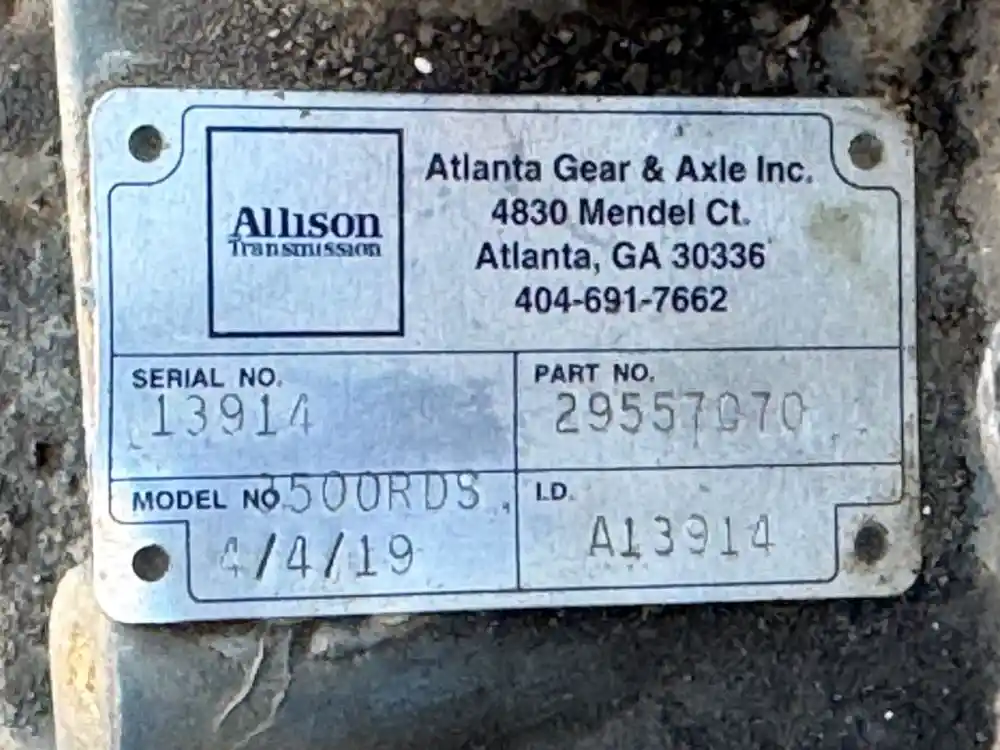 Allison
Transmission
Atlanta Gear & Axle Inc.
4830 Mendel Ct.
Atlanta, GA 30336
404-691-7662
SERIAL NO.
13914
PART NO.
29557070
MODEL NO.
3500RDS
4/4/19
I.D.
A13914